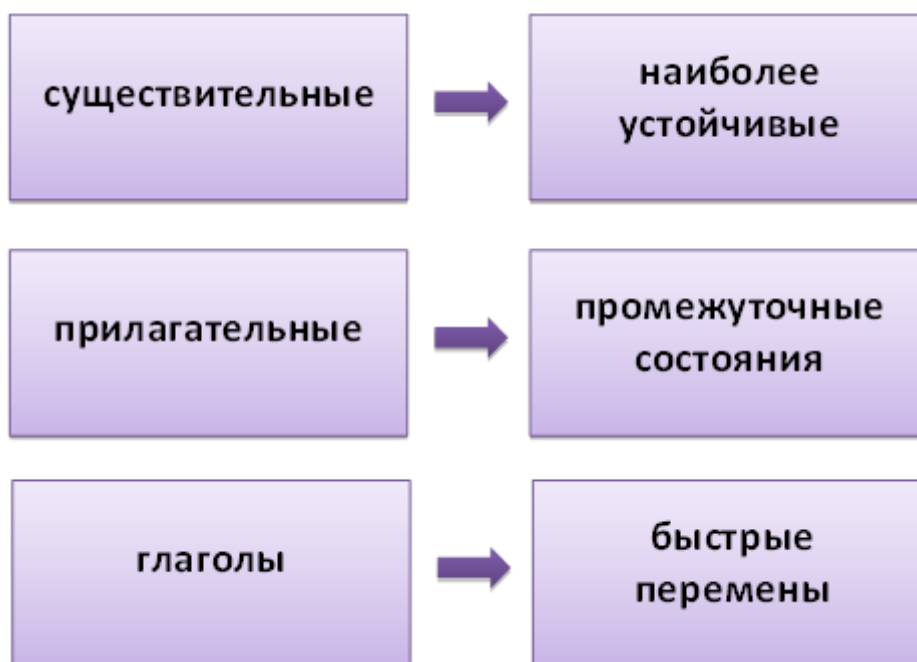 существительные
наиболее
устойчивые
прилагательные
промежуточные
состояния
глаголы
быстрые
перемены